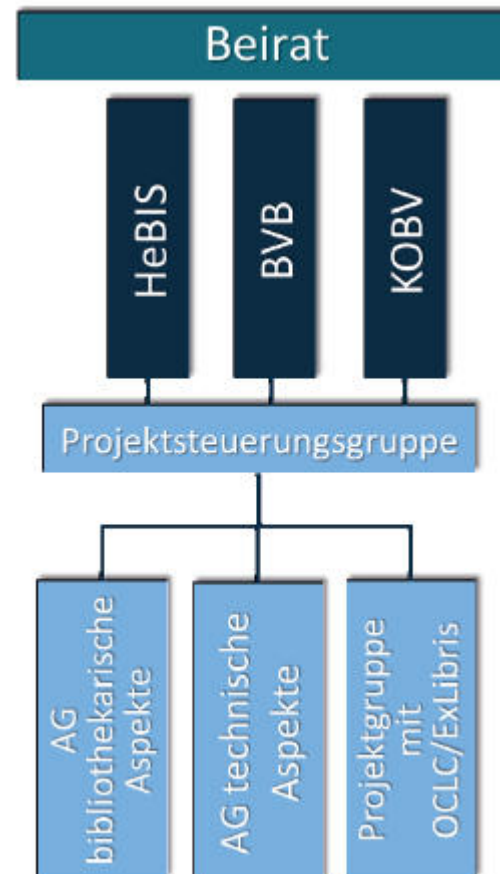 Beirat
HeBIS
BVB
KOBV
Projektsteuerungsgruppe
AG
bibliothekarische
Aspekte
AG technische
Aspekte
Projektgruppe
mit
OCLC/ExLibris